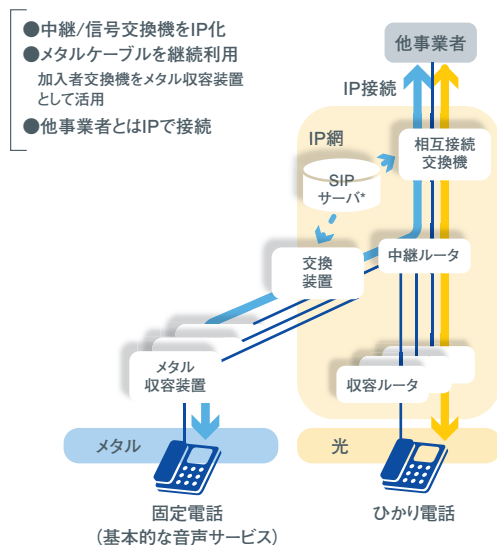 ●中継/信号交換機をIP化
●メタルケーブルを継続利用
加入者交換機をメタル収容装置
として活用
●他事業者とはIPで接続
他事業者
IP接続
IP網
相互接続
交換機
SIP
サーバ*
交換
装置
中継ルータ
メタル
収容装置
収容ルータ
メタル
光
固定電話
(基本的な音声サービス)
ひかり電話